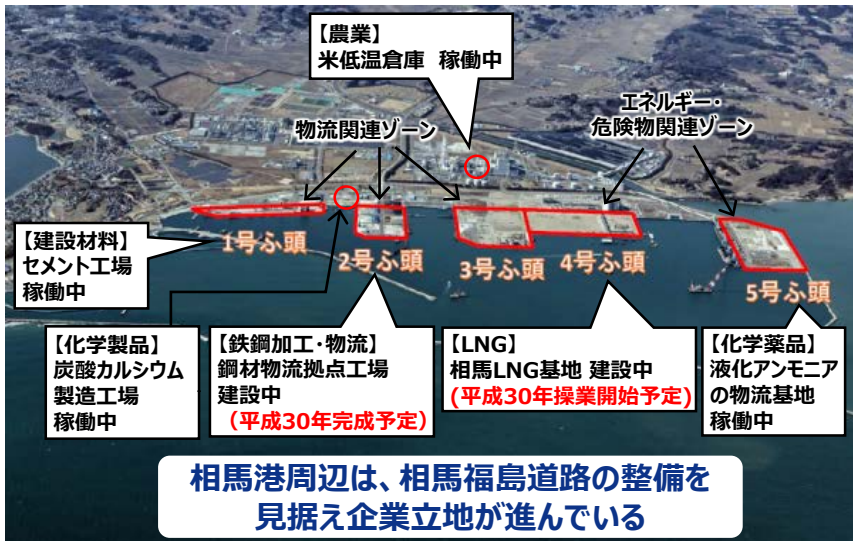 【農業】
米低温倉庫 稼働中
物流関連ゾーン
エネルギー・
危険物関連ゾーン
1号ふ頭
2号ふ頭
3号ふ頭
4号ふ頭
5号ふ頭
【建設材料】
セメント工場
稼働中
【化学製品】
炭酸カルシウム
製造工場
稼働中
【鉄鋼加工・物流】
鋼材物流拠点工場
建設中
（平成30年完成予定）
【LNG】
相馬LNG基地 建設中
(平成30年操業開始予定)
【化学薬品】
液化アンモニア
の物流基地
稼働中
相馬港周辺は、相馬福島道路の整備を
見据え企業立地が進んでいる